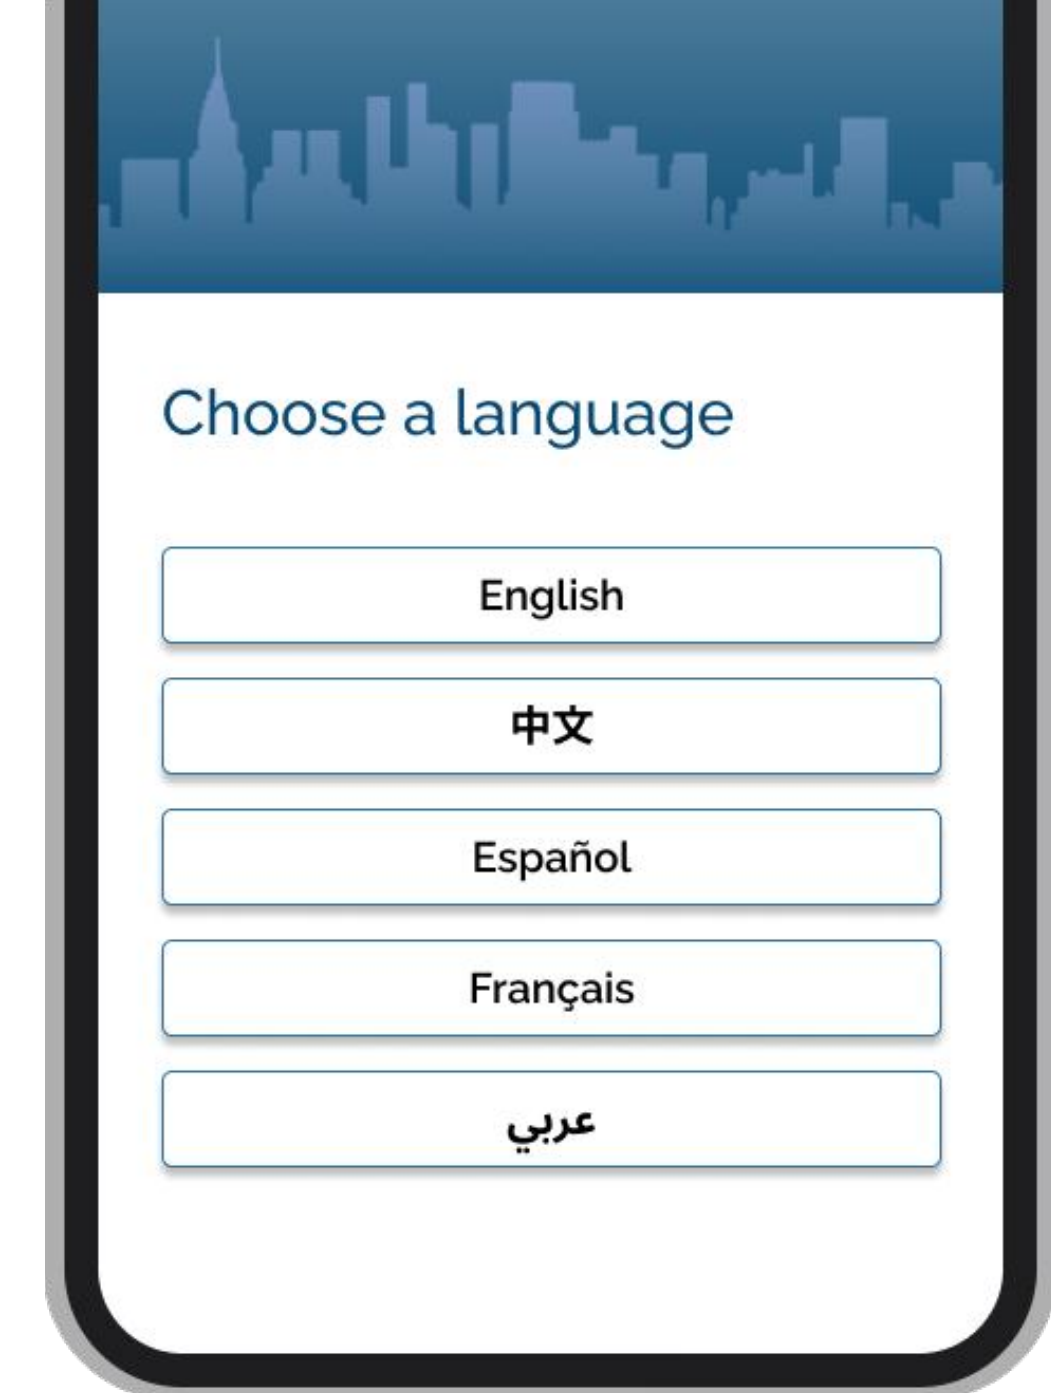 Choose a language
English
中文
Español
Français
عربي